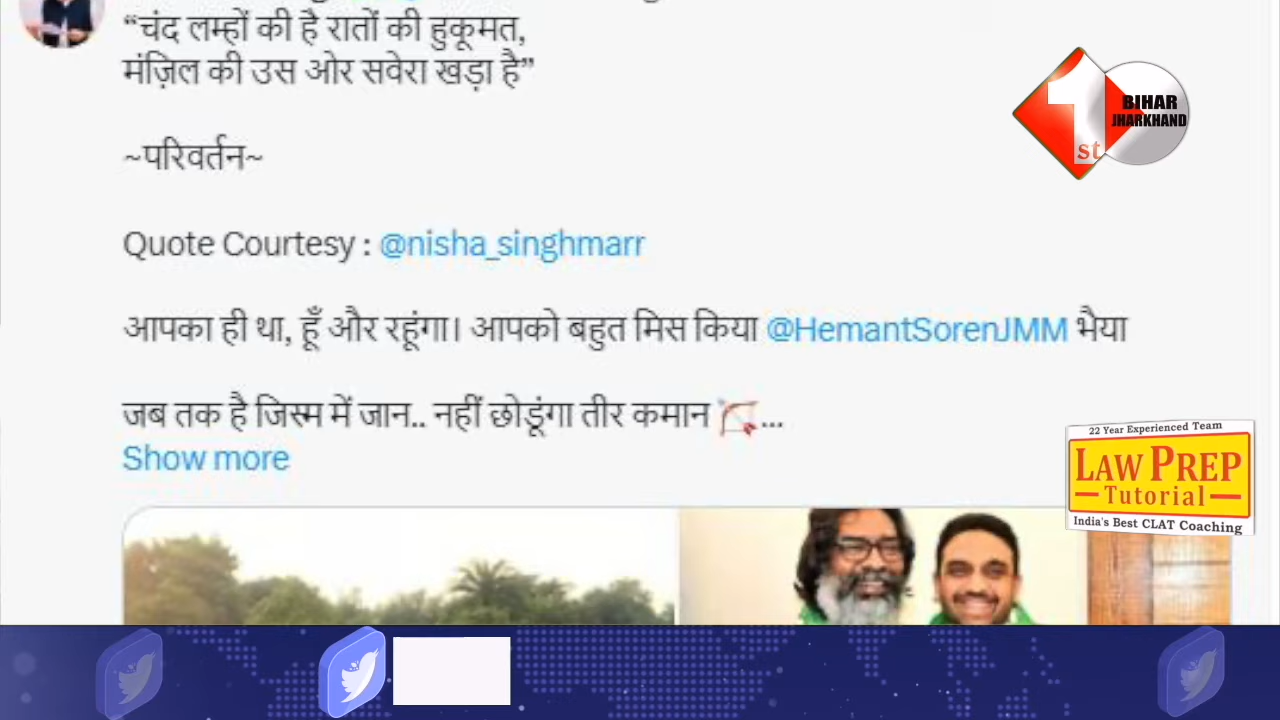 “चंद लम्हों की है रातों की हुकूमत,
मंज़िल की उस ओर सवेरा खड़ा है”
~परिवर्तन~
Quote Courtesy : @nisha_singhmarr
आपका ही था, हूँ और रहूंगा। आपको बहुत मिस किया @HemantSorenJMM भैया
जब तक है जिस्म में जान.. नहीं छोडूंगा तीर कमान 🏹...
Show more
1st
BIHAR
JHARKHAND
22 Year Experienced Team
LAW PREP
Tutorial
India's Best CLAT Coaching